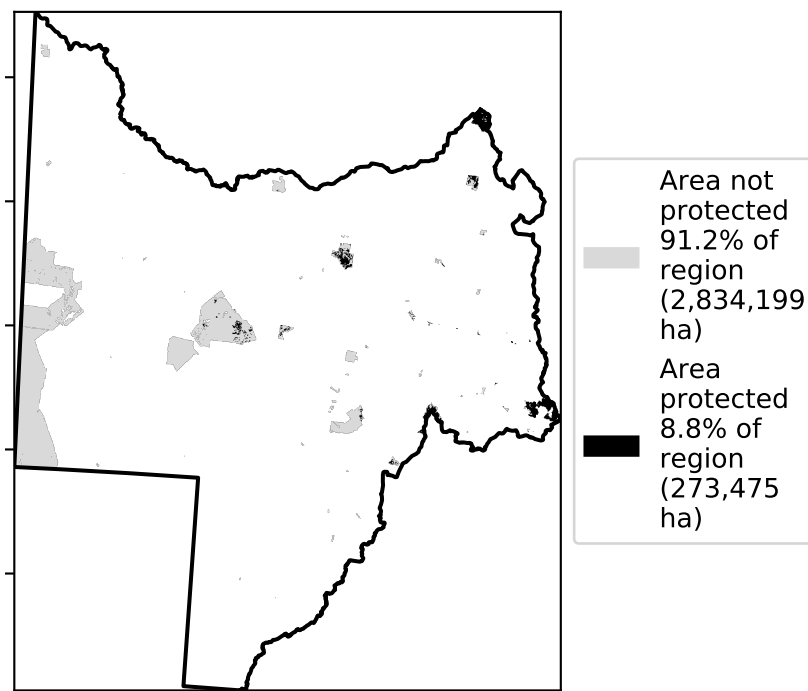 Area not
protected
91.2% of
region
(2,834,199
ha)
Area
protected
8.8% of
region
(273,475
ha)